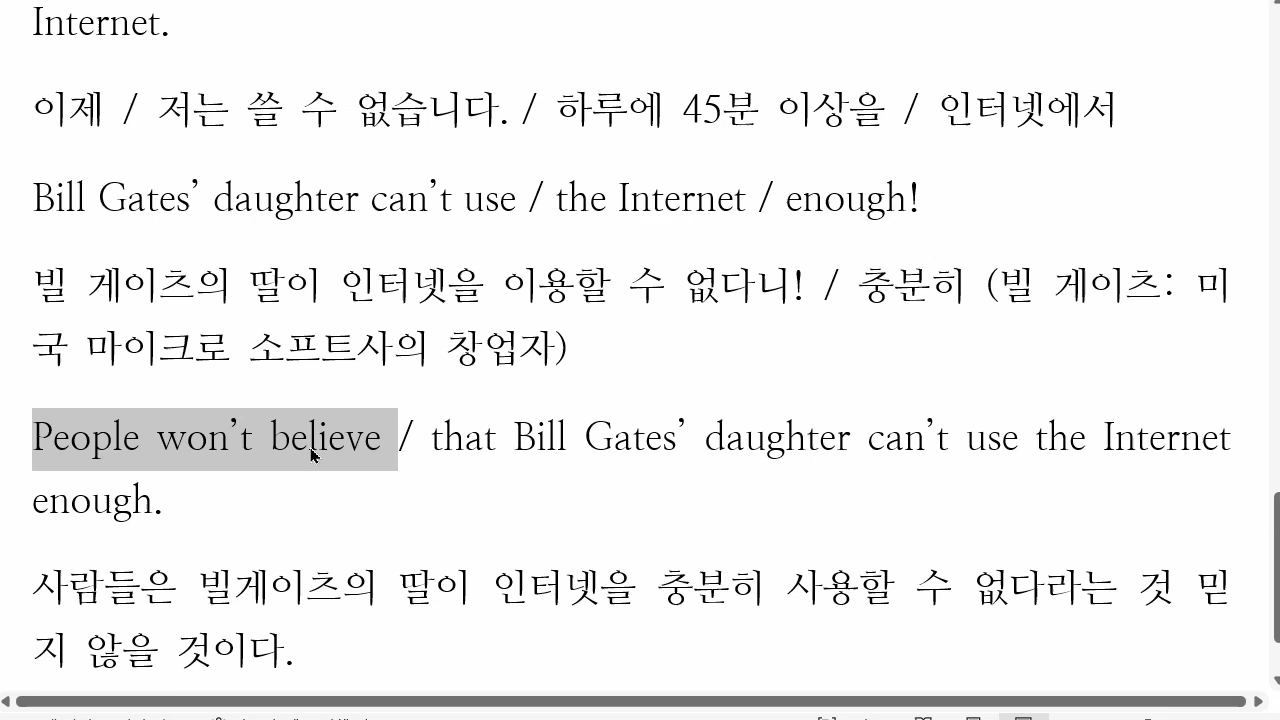 Internet.
이제 / 저는 쓸 수 없습니다. / 하루에 45분 이상을 / 인터넷에서
Bill Gates’ daughter can’t use / the Internet / enough!
빌 게이츠의 딸이 인터넷을 이용할 수 없다니! / 충분히 (빌 게이츠: 미
국 마이크로 소프트사의 창업자)
People won’t believe / that Bill Gates’ daughter can’t use the Internet
enough.
사람들은 빌게이츠의 딸이 인터넷을 충분히 사용할 수 없다라는 것 믿
지 않을 것이다.